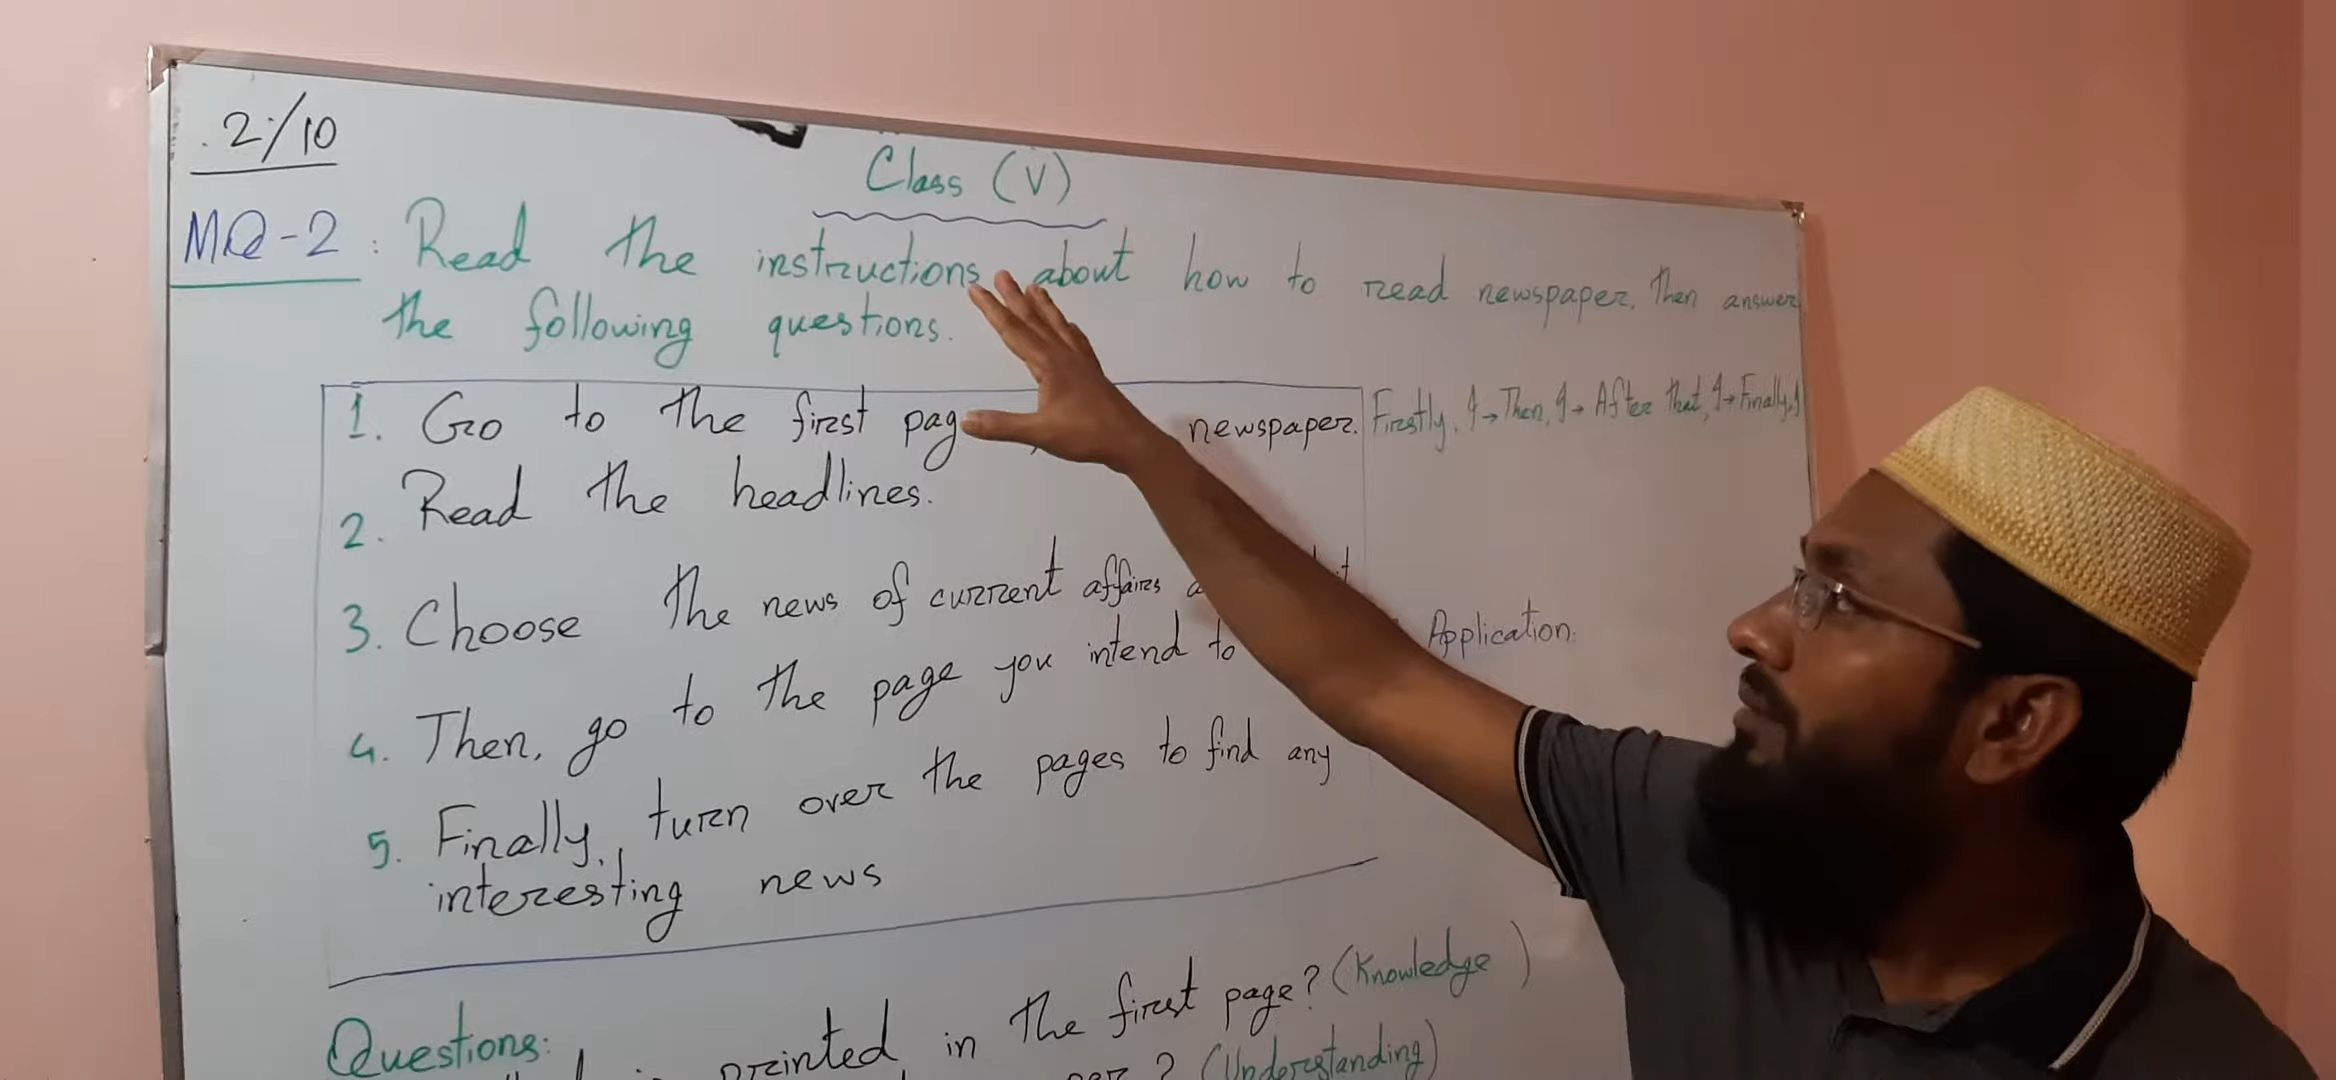 2/10
Class (V)
MQ-2: Read the instructions about how to read newspaper. Then answer
the following questions.
1. Go to the first newspaper.
Firstly, I → Then, I → After that, I → Finally, I
2. Read the headlines.
3. Choose the news of current affairs
4. Then, go to the page you intend to
Application:
5. Finally, turn over the pages to find any
interesting news
Questions:
printed in the first page? (Knowledge)
? (Understanding)